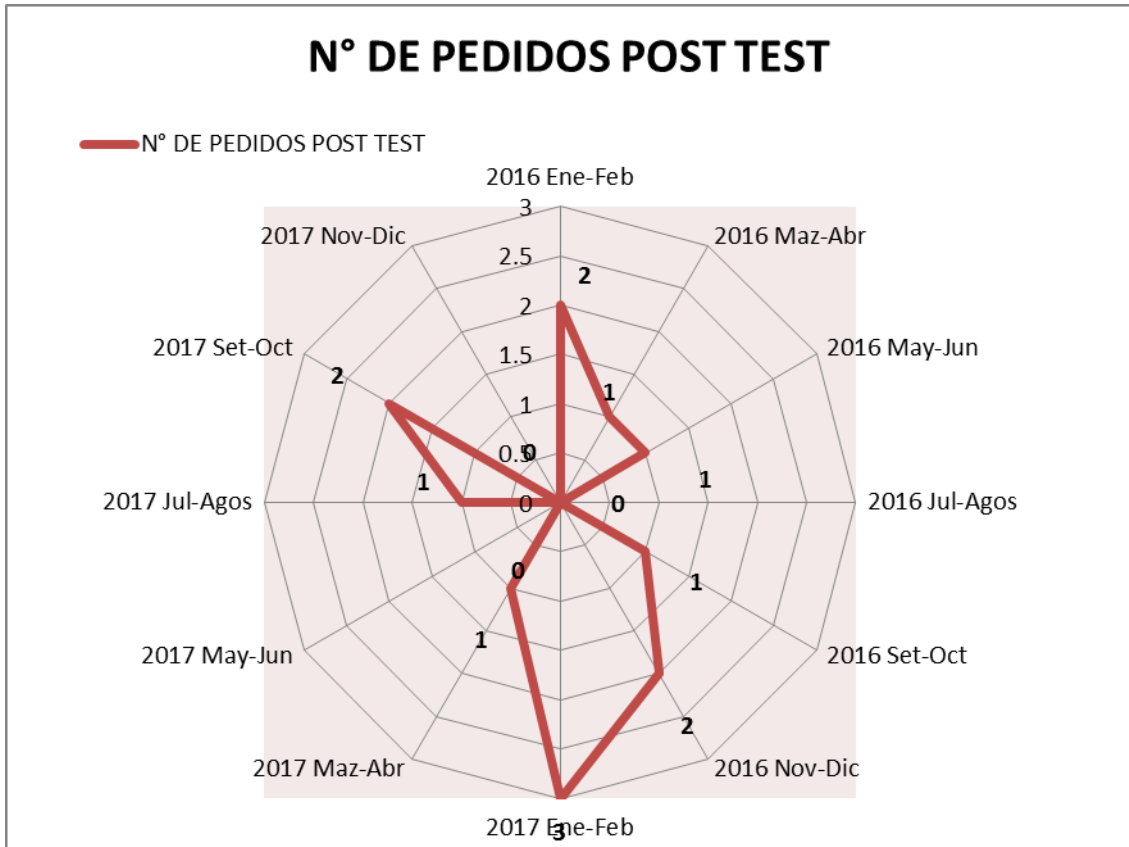 N° DE PEDIDOS POST TEST
N° DE PEDIDOS POST TEST
2016 Ene-Feb
3
2017 Nov-Dic
2016 Maz-Abr
2.5
2
2
2017 Set-Oct
2016 May-Jun
1.5
2
1
1
0
0.5
1
1
2017 Jul-Agos
0
0
2016 Jul-Agos
0
1
1
2017 May-Jun
2016 Set-Oct
2
2017 Maz-Abr
2016 Nov-Dic
2017 Ene-Feb
3